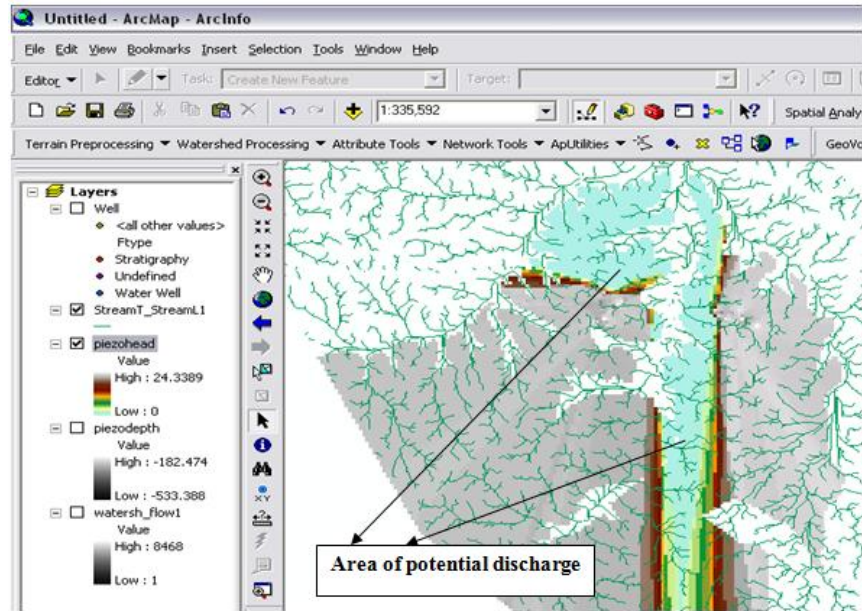 Untitled - ArcMap - ArcInfo
File Edit View Bookmarks Insert Selection Tools Window Help
Editor Task: Create New Feature Target:
1:335,592 Spatial Analy
Terrain Preprocessing Watershed Processing Attribute Tools Network Tools ApUtilities GeoVo
Layers
Well
<all other values>
Ftype
Stratigraphy
Undefined
Water Well
StreamT_StreamL1
piezohead
Value
High : 24.3389
Low : 0
piezodepth
Value
High : -182.474
Low : -533.388
watersh_flow1
Value
High : 8468
Low : 1
XY
Area of potential discharge